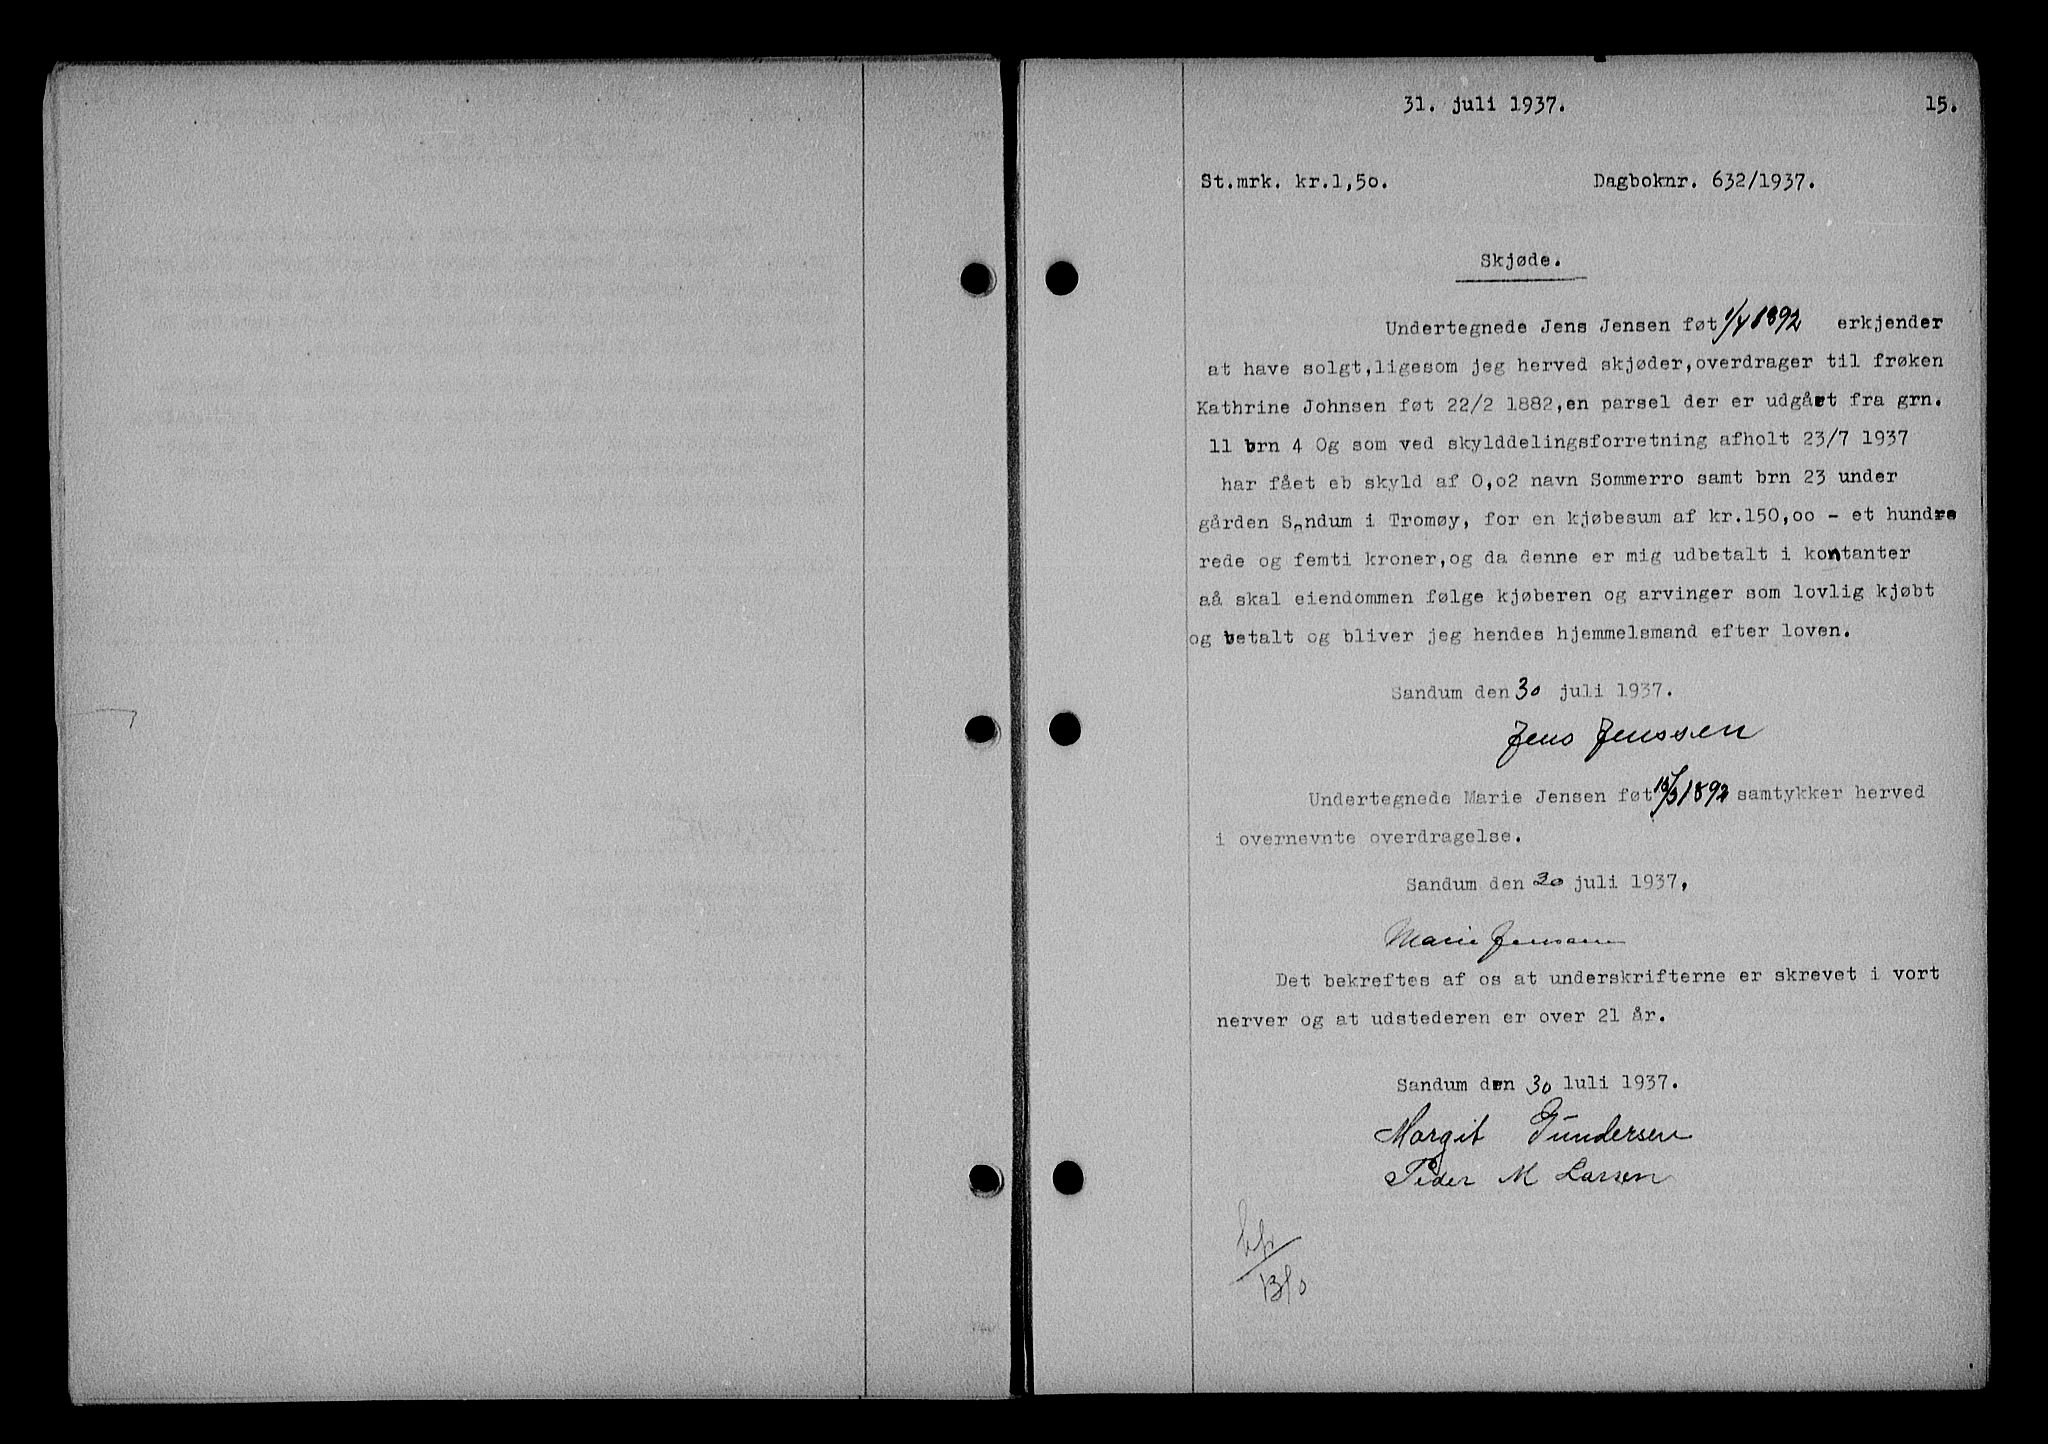 31. juli 1937. 15.
St.mrk. kr.1,50. Dagboknr. 632/1937.
Skjøde.
Undertegnede Jens Jensen føt 1/4 1892 erkjender
at have solgt,ligesom jeg herved skjøder,overdrager til frøken
Kathrine Johnsen føt 22/2 1882,en parsel der er udgået fra grn.
11 brn 4 Og som ved skylddelingsforretning afholt 23/7 1937
har fået eb skyld af 0,02 navn Sommerro samt brn 23 under
gården Sandum i Tromøy, for en kjøbesum af kr.150,oo - et hund
rede og femti kroner,og da denne er mig udbetalt i kontanter
aå skal eiendommen følge kjøberen og arvinger som lovlig kjøbt
og betalt og bliver jeg hendes hjemmelsmand efter loven.
Sandum den 30 juli 1937.
Jens Jenssen
Undertegnede Marie Jensen føt 1892 samtykker herved
i overnevnte overdragelse.
Sandum den 30 juli 1937,
Marie Jenssen
Det bekreftes af os at underskrifterne er skrevet i vort
nerver og at udstederen er over 21 år.
Sandum den 30 luli 1937.
Margit Gundersen
Peder M Larsen